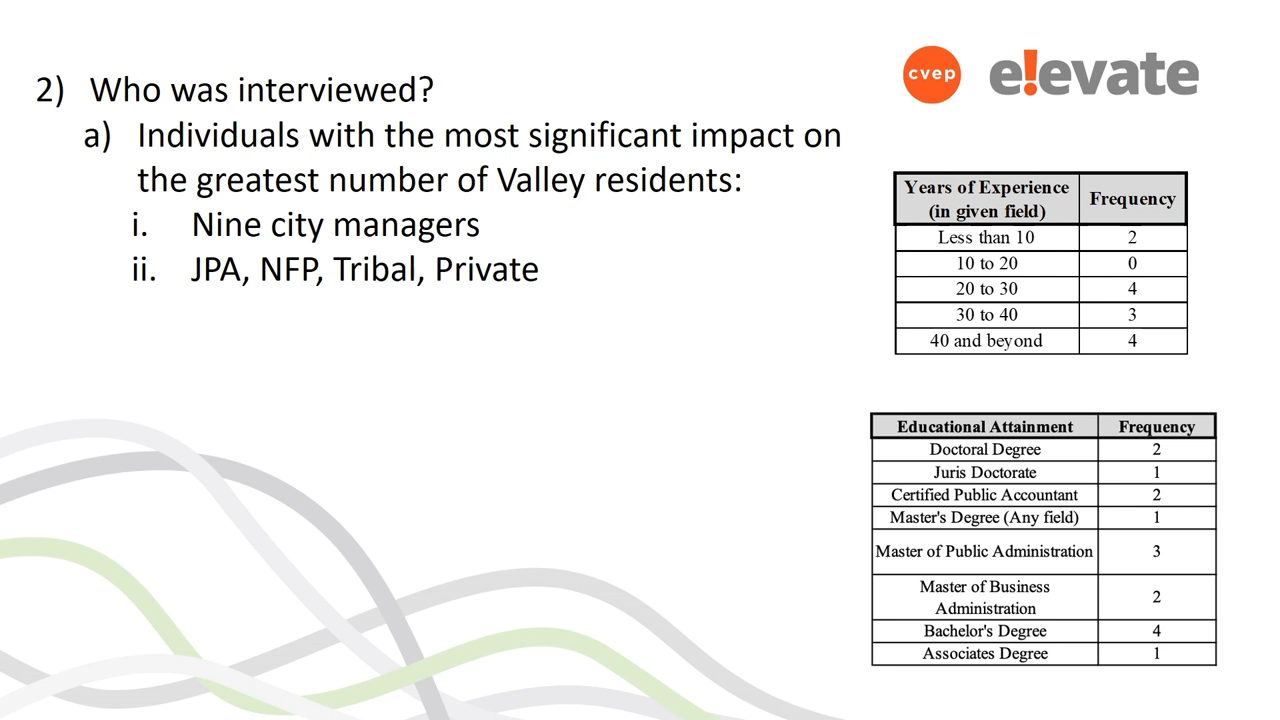 2) Who was interviewed?
a) Individuals with the most significant impact on
the greatest number of Valley residents:
i. Nine city managers
ii. JPA, NFP, Tribal, Private
cvep e!evate
Years of Experience
(in given field) Frequency
Less than 10 2
10 to 20 0
20 to 30 4
30 to 40 3
40 and beyond 4
Educational Attainment Frequency
Doctoral Degree 2
Juris Doctorate 1
Certified Public Accountant 2
Master's Degree (Any field) 1
Master of Public Administration 3
Master of Business
Administration 2
Bachelor's Degree 4
Associates Degree 1